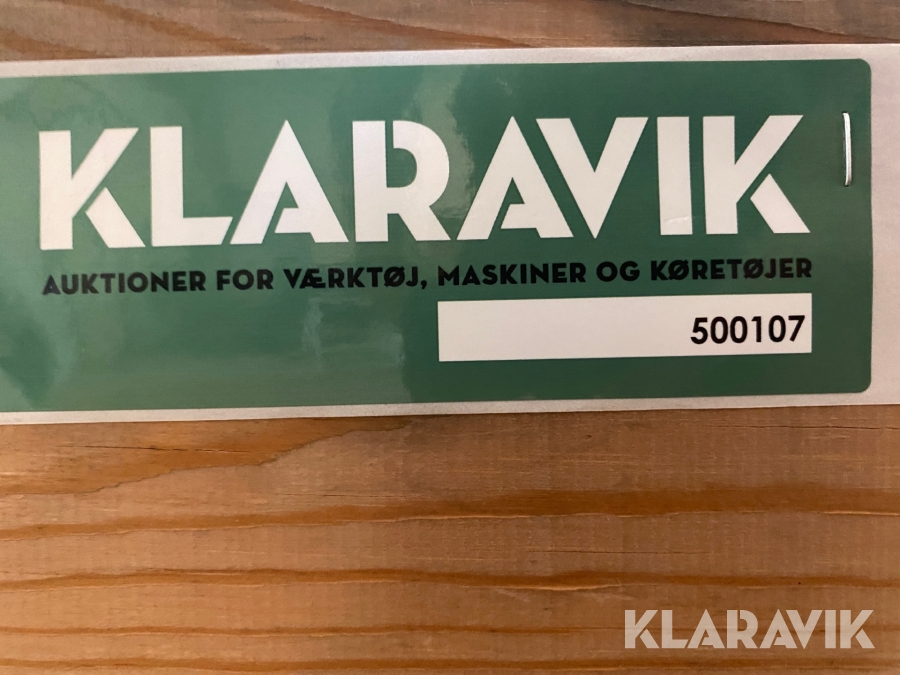 KLARAVIK
AUKTIONER FOR VÆRKTØJ, MASKINER OG KØRETØJER
500107
KLARAVIK